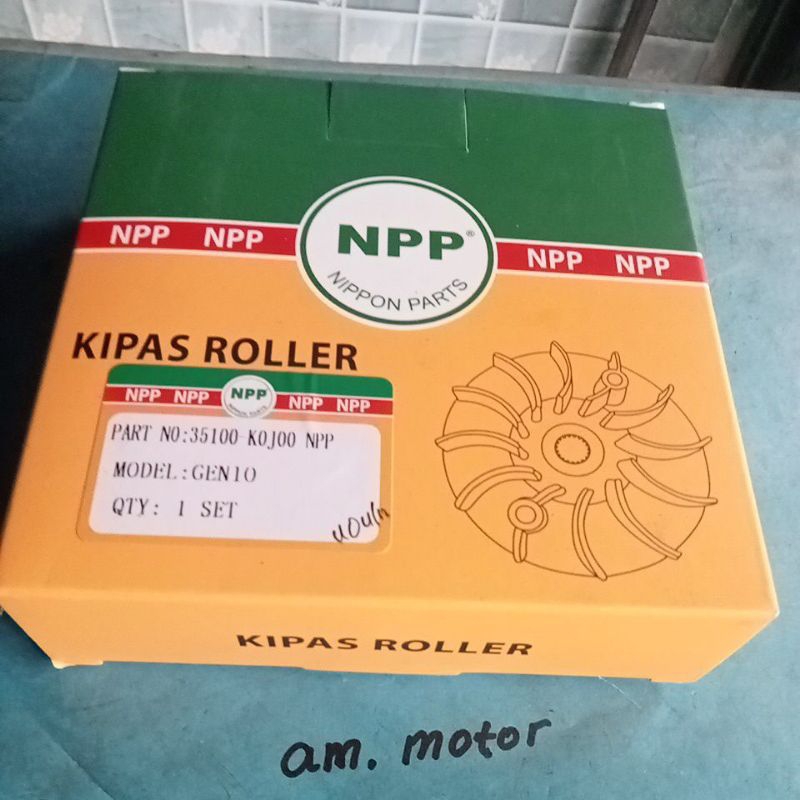 NPP NPP NPP® NPP NPP
NIPPON PARTS
KIPAS ROLLER
NPP NPP NPP NPP NPP
NIPPON PARTS
PART NO:35100-K0J00 NPP
MODEL:GEN10
QTY: 1 SET
KIPAS ROLLER
am. motor